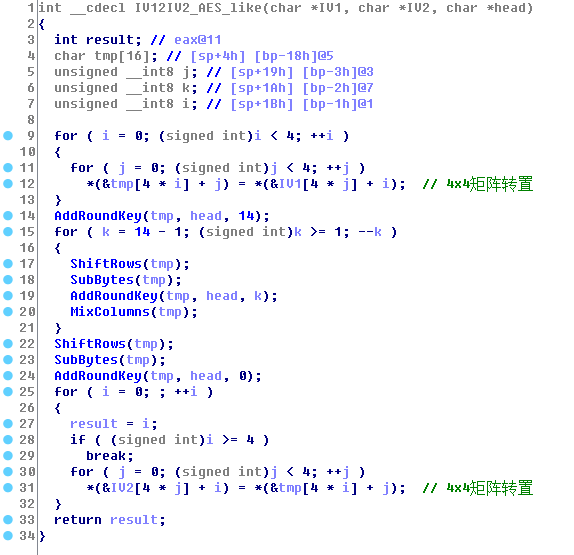 1 int __cdecl IV12IV2_AES_like(char *IV1, char *IV2, char *head)
2 {
3   int result; // eax@11
4   char tmp[16]; // [sp+4h] [bp-18h]@5
5   unsigned __int8 j; // [sp+19h] [bp-3h]@3
6   unsigned __int8 k; // [sp+1Ah] [bp-2h]@7
7   unsigned __int8 i; // [sp+1Bh] [bp-1h]@1
8
9   for ( i = 0; (signed int)i < 4; ++i )
10   {
11     for ( j = 0; (signed int)j < 4; ++j )
12       *(&tmp[4 * i] + j) = *(&IV1[4 * j] + i);  // 4x4矩阵转置
13   }
14   AddRoundKey(tmp, head, 14);
15   for ( k = 14 - 1; (signed int)k >= 1; --k )
16   {
17     ShiftRows(tmp);
18     SubBytes(tmp);
19     AddRoundKey(tmp, head, k);
20     MixColumns(tmp);
21   }
22   ShiftRows(tmp);
23   SubBytes(tmp);
24   AddRoundKey(tmp, head, 0);
25   for ( i = 0; ; ++i )
26   {
27     result = i;
28     if ( (signed int)i >= 4 )
29       break;
30     for ( j = 0; (signed int)j < 4; ++j )
31       *(&IV2[4 * j] + i) = *(&tmp[4 * i] + j);  // 4x4矩阵转置
32   }
33   return result;
34 }